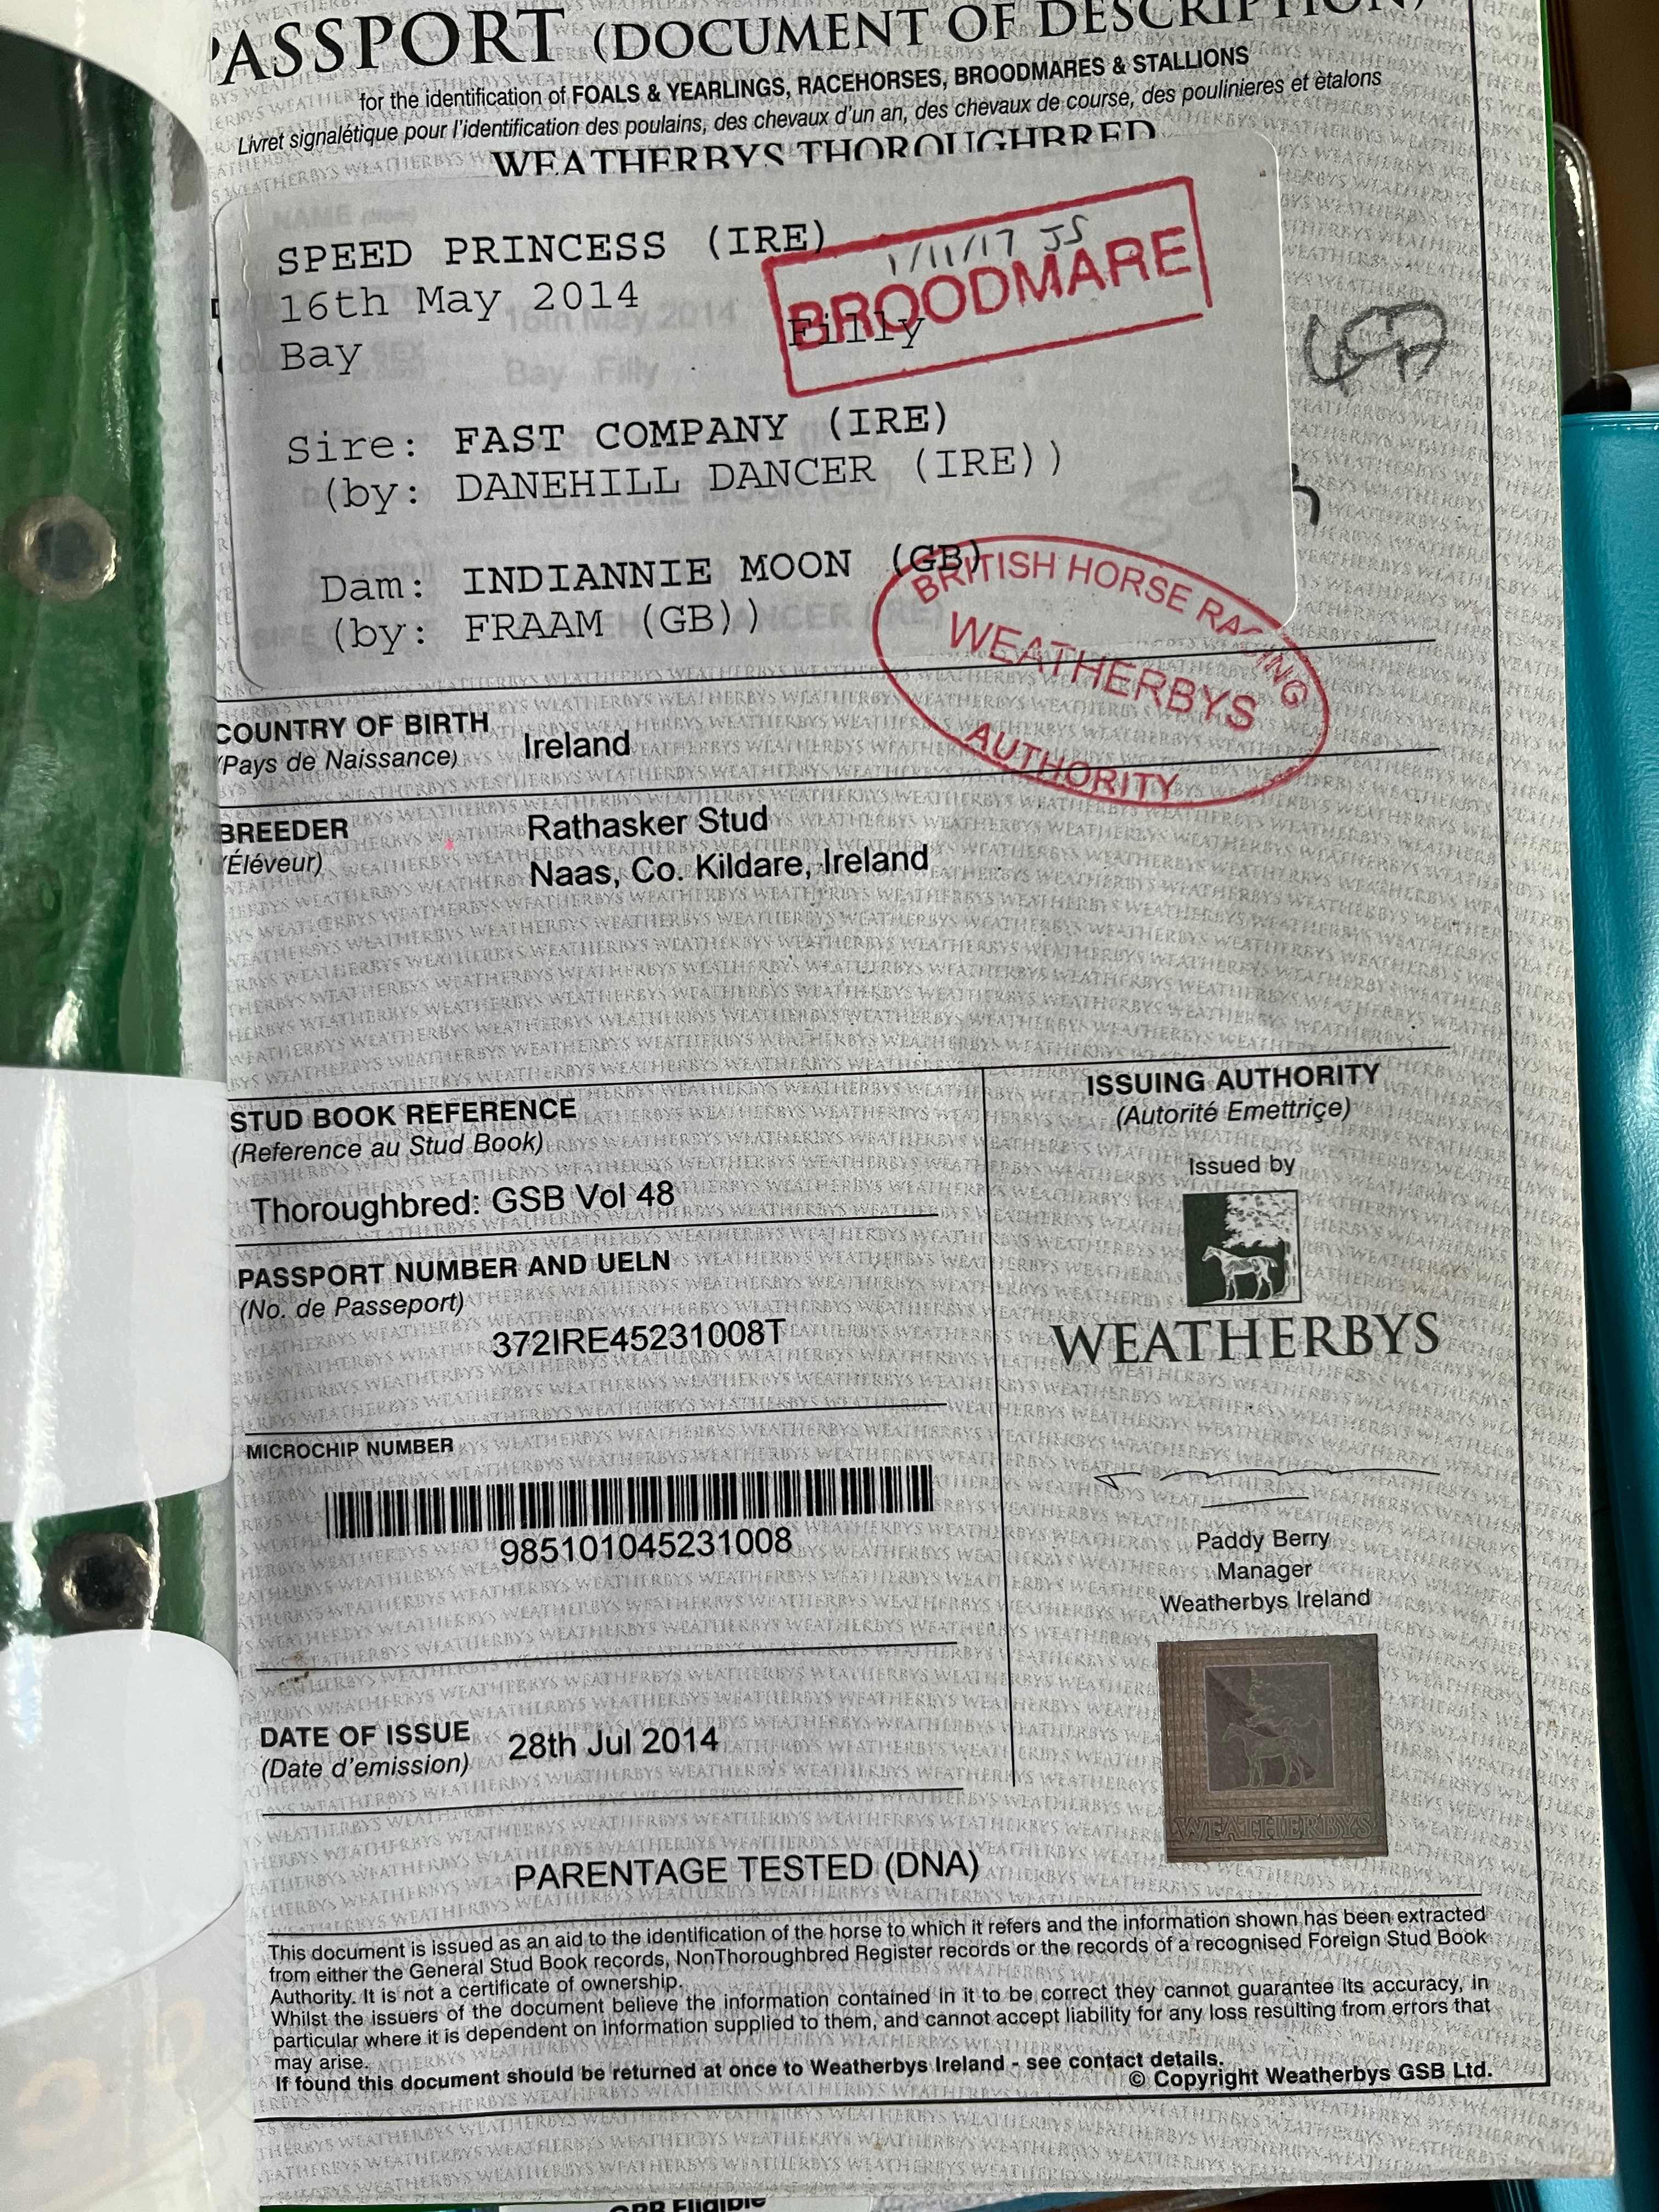 PASSPORT (DOCUMENT OF DESCRIPTION)
for the identification of FOALS & YEARLINGS, RACEHORSES, BROODMARES & STALLIONS
Livret signalétique pour l'identification des poulains, des chevaux d'un an, des chevaux de course, des poulinieres et ètalons
WEATHERBYS THOROUGHBRED
SPEED PRINCESS (IRE)
1/11/17 JS
BROODMARE
16th May 2014
Filly
Bay
Sire: FAST COMPANY (IRE)
(by: DANEHILL DANCER (IRE))
Dam: INDIANNIE MOON (GB)
(by: FRAAM (GB))
BRITISH HORSE RACING
WEATHERBYS
AUTHORITY
COUNTRY OF BIRTH
(Pays de Naissance)
Ireland
BREEDER
(Éléveur)
Rathasker Stud
Naas, Co. Kildare, Ireland
STUD BOOK REFERENCE
(Reference au Stud Book)
Thoroughbred: GSB Vol 48
PASSPORT NUMBER AND UELN
(No. de Passeport)
372IRE45231008T
MICROCHIP NUMBER
985101045231008
DATE OF ISSUE
(Date d'emission)
28th Jul 2014
ISSUING AUTHORITY
(Autorité Emettriçe)
Issued by
WEATHERBYS
Paddy Berry
Manager
Weatherbys Ireland
WEATHERBYS
PARENTAGE TESTED (DNA)
This document is issued as an aid to the identification of the horse to which it refers and the information shown has been extracted
from either the General Stud Book records, NonThoroughbred Register records or the records of a recognised Foreign Stud Book
Authority. It is not a certificate of ownership.
Whilst the issuers of the document believe the information contained in it to be correct they cannot guarantee its accuracy, in
particular where it is dependent on information supplied to them, and cannot accept liability for any loss resulting from errors that
may arise.
If found this document should be returned at once to Weatherbys Ireland - see contact details.
© Copyright Weatherbys GSB Ltd.